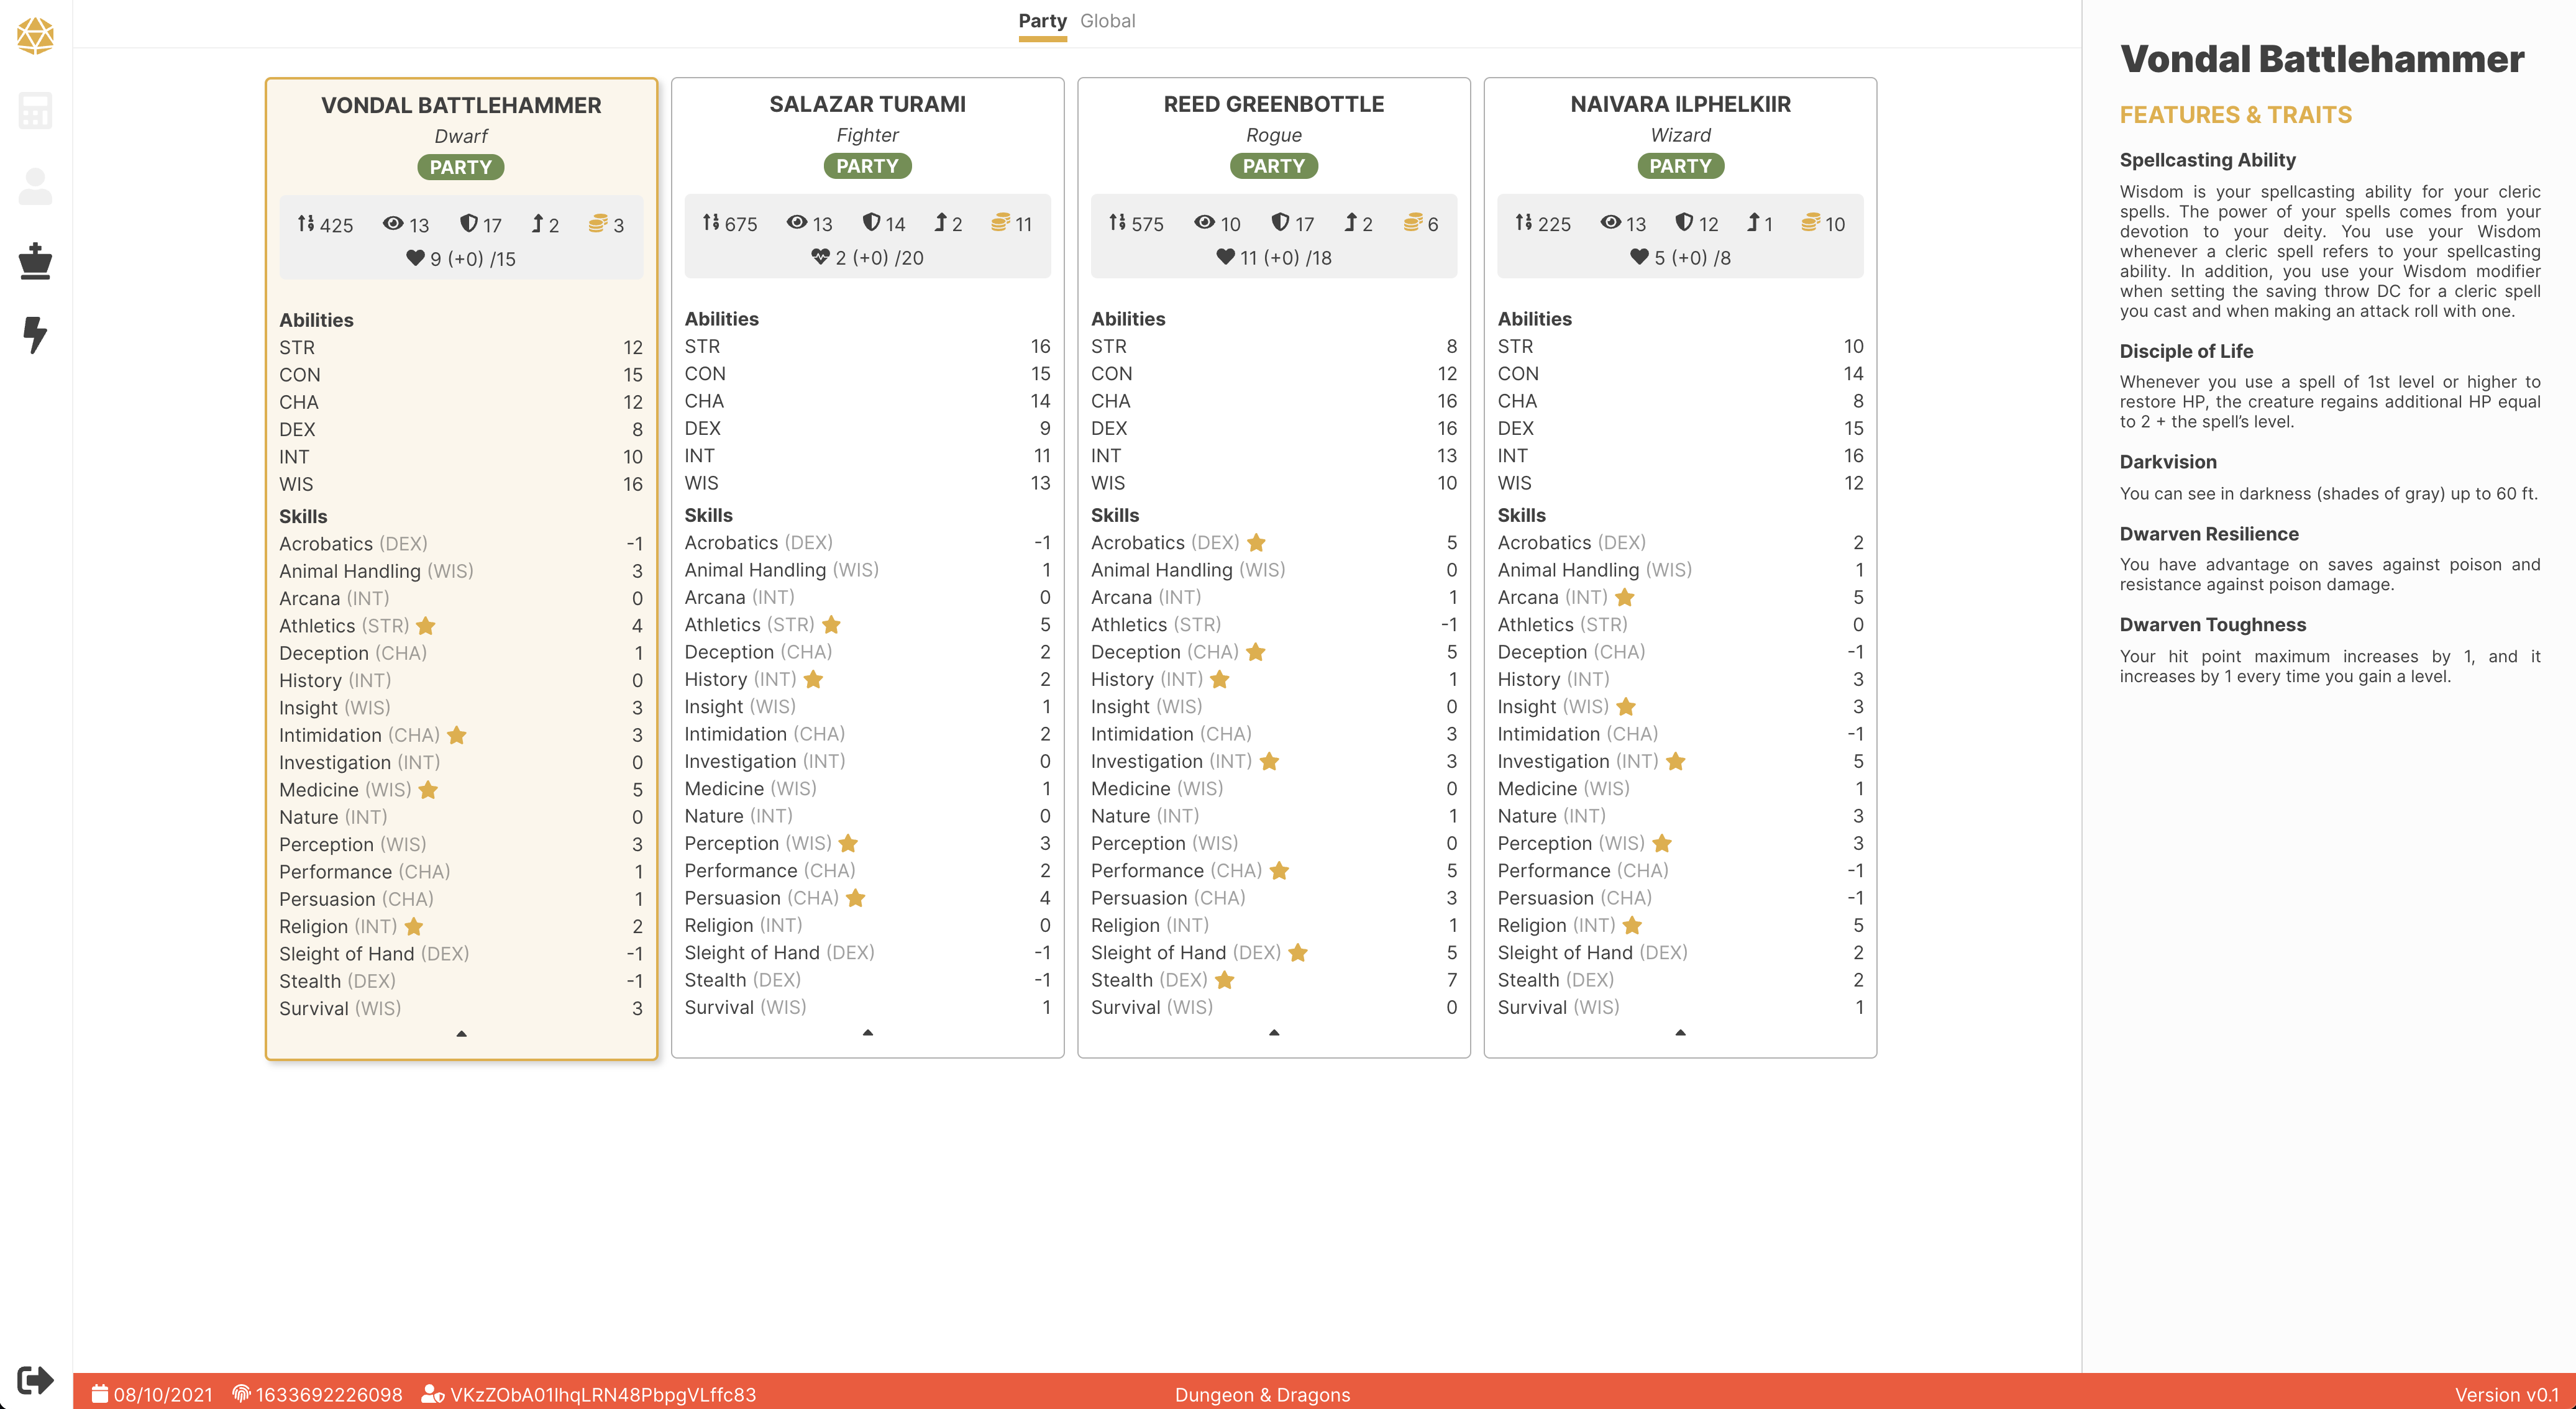 Party Global
VONDAL BATTLEHAMMER
Dwarf
PARTY
425 13 17 2 3
9 (+0) /15
Abilities
STR 12
CON 15
CHA 12
DEX 8
INT 10
WIS 16
Skills
Acrobatics (DEX) -1
Animal Handling (WIS) 3
Arcana (INT) 0
Athletics (STR) 4
Deception (CHA) 1
History (INT) 0
Insight (WIS) 3
Intimidation (CHA) 3
Investigation (INT) 0
Medicine (WIS) 5
Nature (INT) 0
Perception (WIS) 3
Performance (CHA) 1
Persuasion (CHA) 1
Religion (INT) 2
Sleight of Hand (DEX) -1
Stealth (DEX) -1
Survival (WIS) 3
SALAZAR TURAMI
Fighter
PARTY
675 13 14 2 11
2 (+0) /20
Abilities
STR 16
CON 15
CHA 14
DEX 9
INT 11
WIS 13
Skills
Acrobatics (DEX) -1
Animal Handling (WIS) 1
Arcana (INT) 0
Athletics (STR) 5
Deception (CHA) 2
History (INT) 2
Insight (WIS) 1
Intimidation (CHA) 2
Investigation (INT) 0
Medicine (WIS) 1
Nature (INT) 0
Perception (WIS) 3
Performance (CHA) 2
Persuasion (CHA) 4
Religion (INT) 0
Sleight of Hand (DEX) -1
Stealth (DEX) -1
Survival (WIS) 1
REED GREENBOTTLE
Rogue
PARTY
575 10 17 2 6
11 (+0) /18
Abilities
STR 8
CON 12
CHA 16
DEX 16
INT 13
WIS 10
Skills
Acrobatics (DEX) 5
Animal Handling (WIS) 0
Arcana (INT) 1
Athletics (STR) -1
Deception (CHA) 5
History (INT) 1
Insight (WIS) 0
Intimidation (CHA) 3
Investigation (INT) 3
Medicine (WIS) 0
Nature (INT) 1
Perception (WIS) 0
Performance (CHA) 5
Persuasion (CHA) 3
Religion (INT) 1
Sleight of Hand (DEX) 5
Stealth (DEX) 7
Survival (WIS) 0
NAIVARA ILPHELKIIR
Wizard
PARTY
225 13 12 1 10
5 (+0) /8
Abilities
STR 10
CON 14
CHA 8
DEX 15
INT 16
WIS 12
Skills
Acrobatics (DEX) 2
Animal Handling (WIS) 1
Arcana (INT) 5
Athletics (STR) 0
Deception (CHA) -1
History (INT) 3
Insight (WIS) 3
Intimidation (CHA) -1
Investigation (INT) 5
Medicine (WIS) 1
Nature (INT) 3
Perception (WIS) 3
Performance (CHA) -1
Persuasion (CHA) -1
Religion (INT) 5
Sleight of Hand (DEX) 2
Stealth (DEX) 2
Survival (WIS) 1
Vondal Battlehammer
FEATURES & TRAITS
Spellcasting Ability
Wisdom is your spellcasting ability for your cleric
spells. The power of your spells comes from your
devotion to your deity. You use your Wisdom
whenever a cleric spell refers to your spellcasting
ability. In addition, you use your Wisdom modifier
when setting the saving throw DC for a cleric spell
you cast and when making an attack roll with one.
Disciple of Life
Whenever you use a spell of 1st level or higher to
restore HP, the creature regains additional HP equal
to 2 + the spell's level.
Darkvision
You can see in darkness (shades of gray) up to 60 ft.
Dwarven Resilience
You have advantage on saves against poison and
resistance against poison damage.
Dwarven Toughness
Your hit point maximum increases by 1, and it
increases by 1 every time you gain a level.
08/10/2021 1633692226098 VKzZObA01lhqLRN48PbpgVLffc83
Dungeon & Dragons
Version v0.1